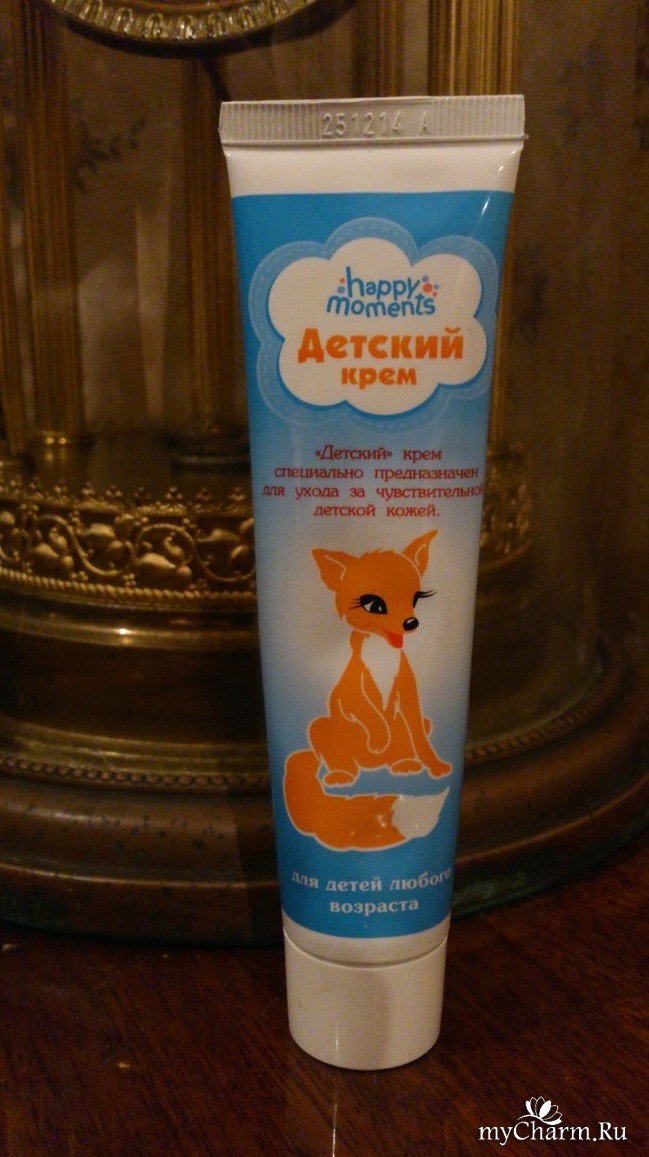 251214 A
happy
moments
Детский
крем
«Детский» крем
специально предназначен
для ухода за чувствительной
детской кожей.
для детей любого
возраста
myCharm.Ru